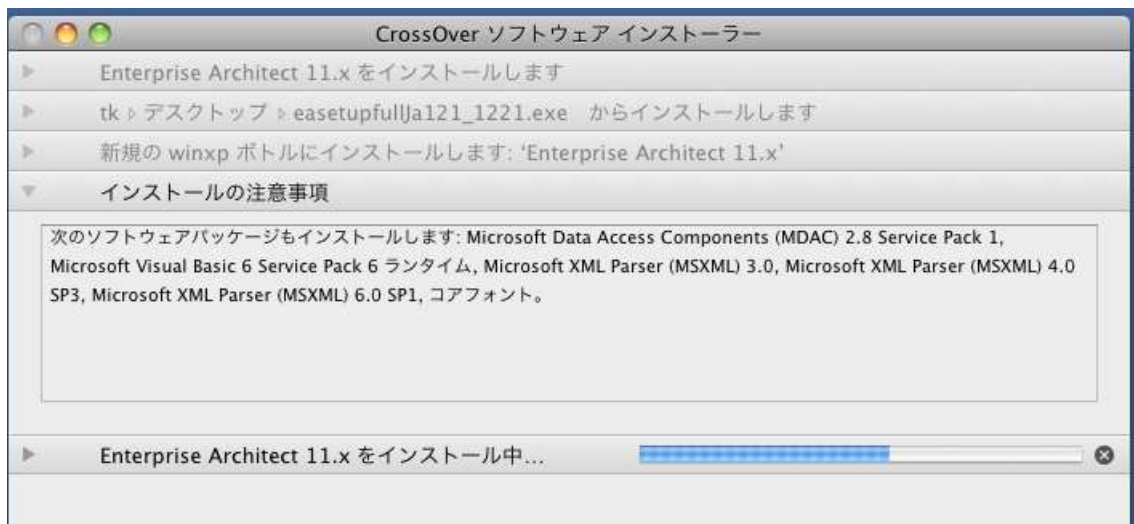 CrossOver ソフトウェア インストーラー
Enterprise Architect 11.x をインストールします
tk ▹ デスクトップ ▹ easetupfullJa121_1221.exe からインストールします
新規の winxp ボトルにインストールします: ‘Enterprise Architect 11.x’
インストールの注意事項
次のソフトウェアパッケージもインストールします: Microsoft Data Access Components (MDAC) 2.8 Service Pack 1,
Microsoft Visual Basic 6 Service Pack 6 ランタイム, Microsoft XML Parser (MSXML) 3.0, Microsoft XML Parser (MSXML) 4.0
SP3, Microsoft XML Parser (MSXML) 6.0 SP1, コアフォント。
Enterprise Architect 11.x をインストール中...